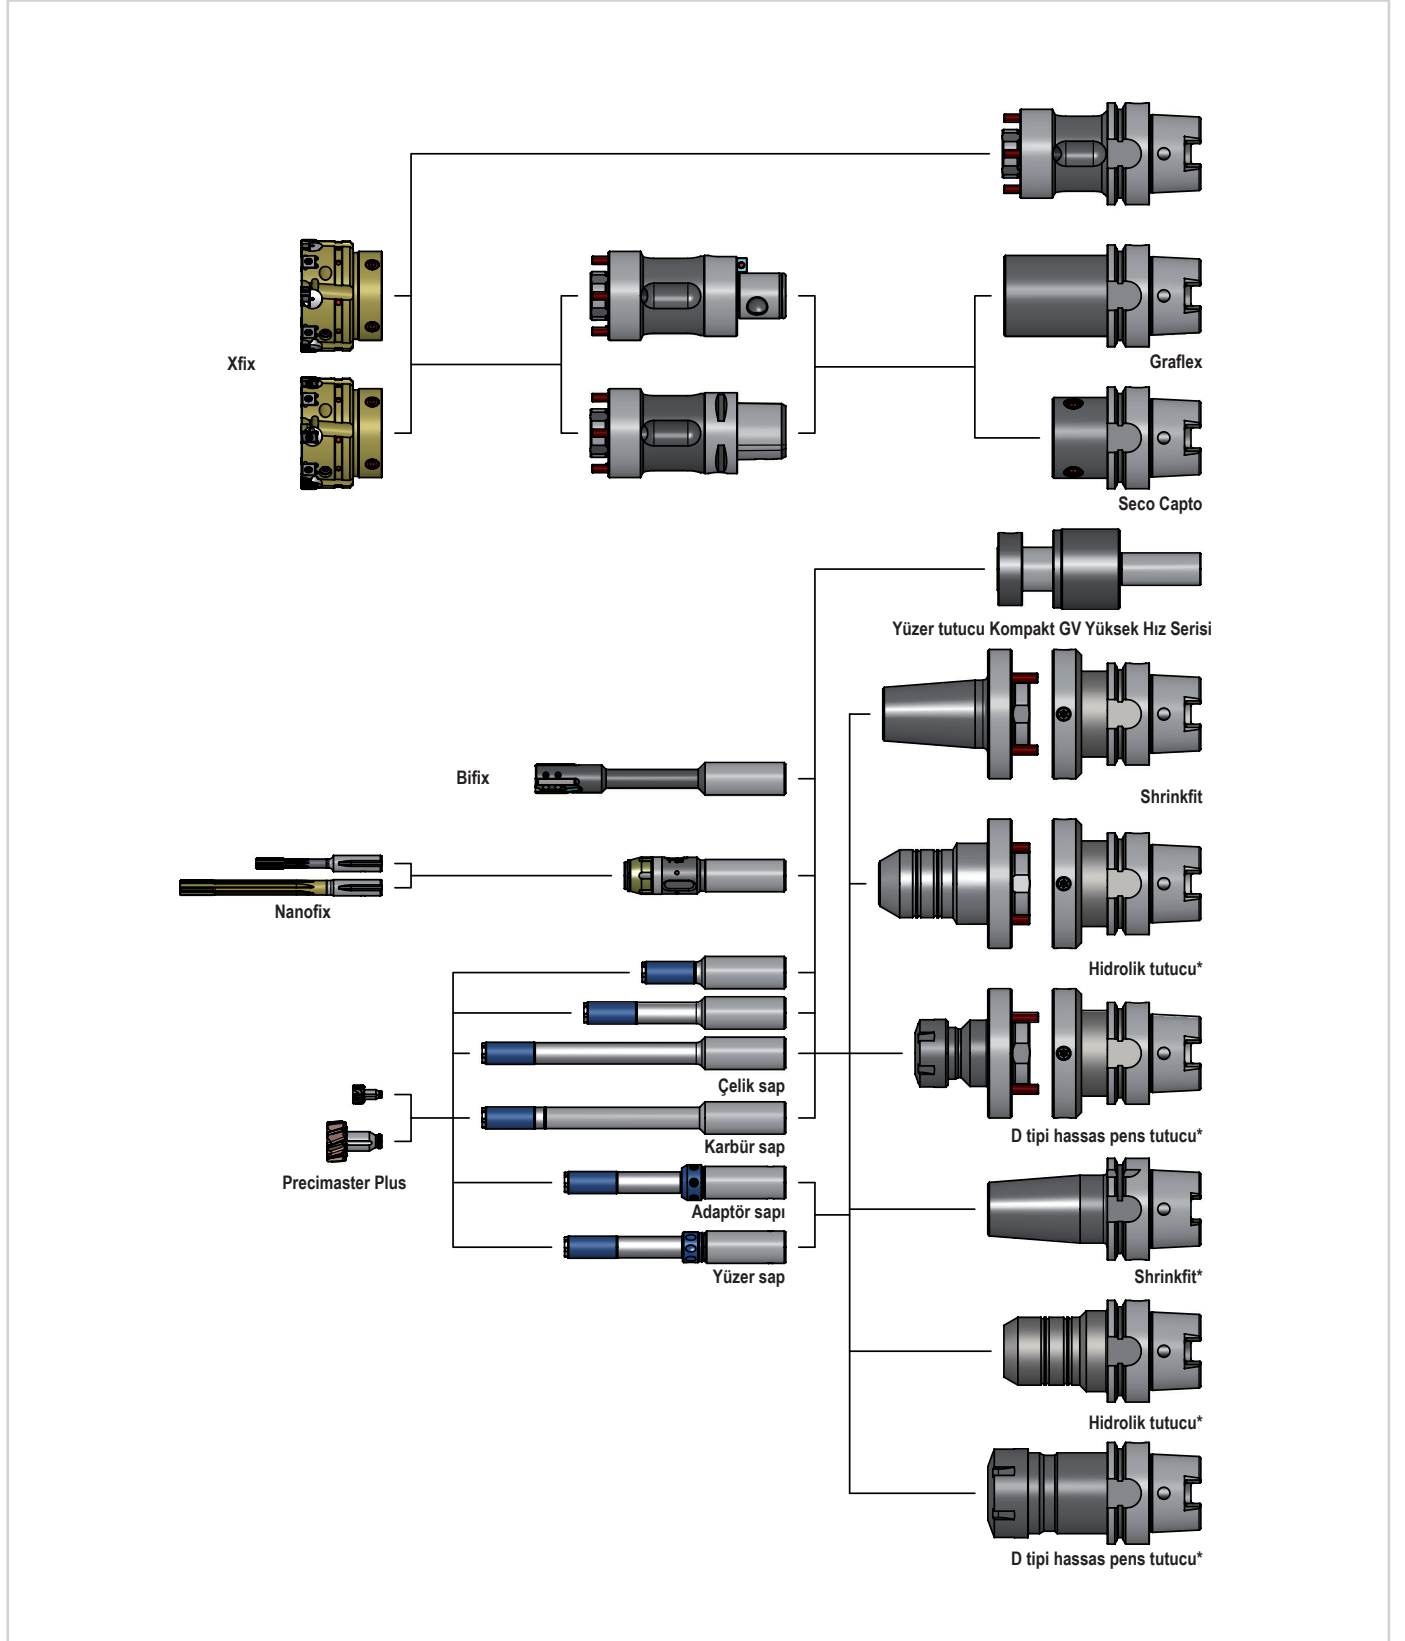 Xfix
Graflex
Seco Capto
Yüzer tutucu Kompakt GV Yüksek Hız Serisi
Bifix
Shrinkfit
Nanofix
Hidrolik tutucu*
Çelik sap
D tipi hassas pens tutucu*
Karbür sap
Precimaster Plus
Adaptör sapı
Yüzer sap
Shrinkfit*
Hidrolik tutucu*
D tipi hassas pens tutucu*